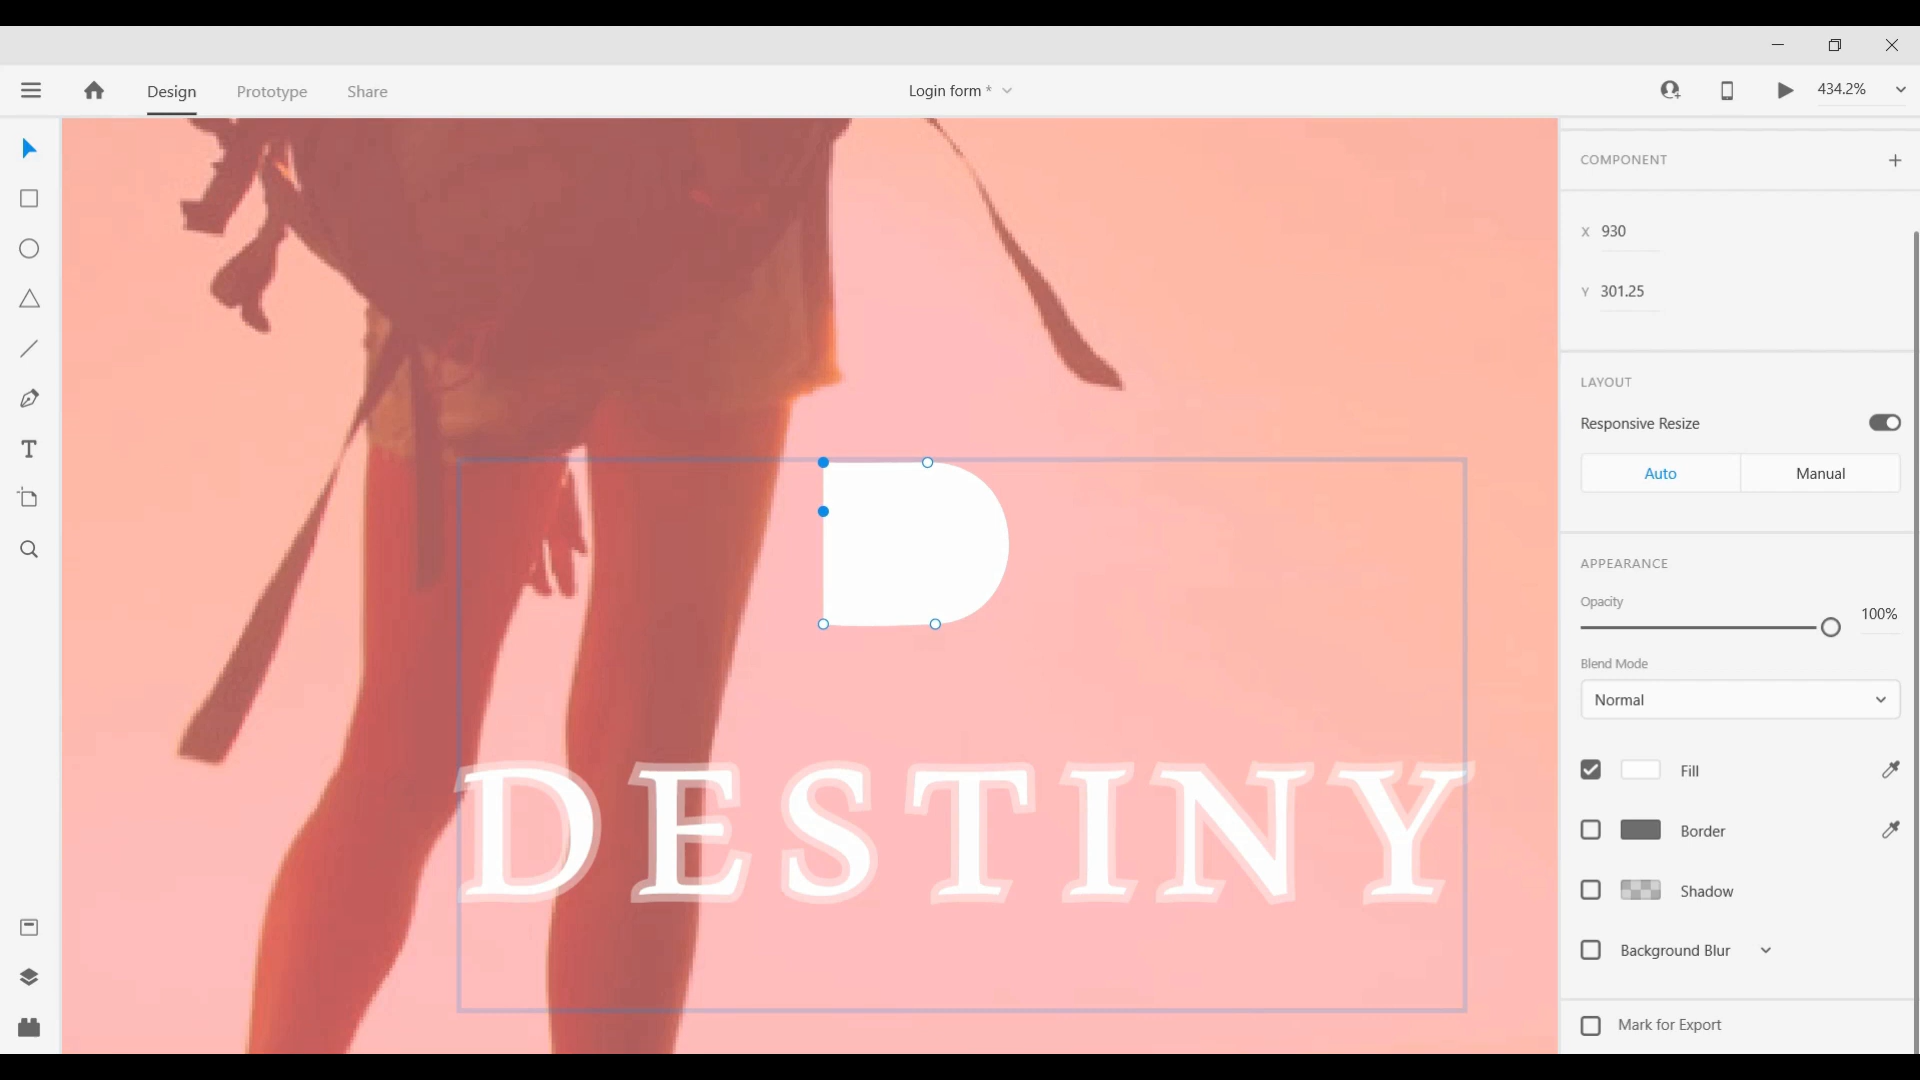 Design Prototype Share Login form * 434.2%
COMPONENT
X 930
Y 301.25
LAYOUT
Responsive Resize
Auto Manual
APPEARANCE
Opacity
100%
Blend Mode
Normal
Fill
Border
Shadow
Background Blur
Mark for Export
DESTINY